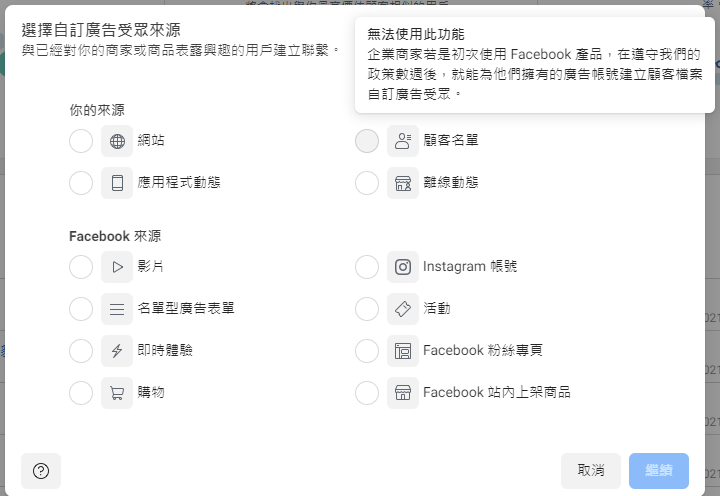 選擇自訂廣告受眾來源
與已經對你的商家或商品表露興趣的用戶建立聯繫。
無法使用此功能
企業商家若是初次使用 Facebook 產品，在遵守我們的
政策數週後，就能為他們擁有的廣告帳號建立顧客檔案
自訂廣告受眾。
你的來源
網站
顧客名單
應用程式動態
離線動態
Facebook 來源
影片
Instagram 帳號
名單型廣告表單
活動
即時體驗
Facebook 粉絲專頁
購物
Facebook 站內上架商品
取消
繼續